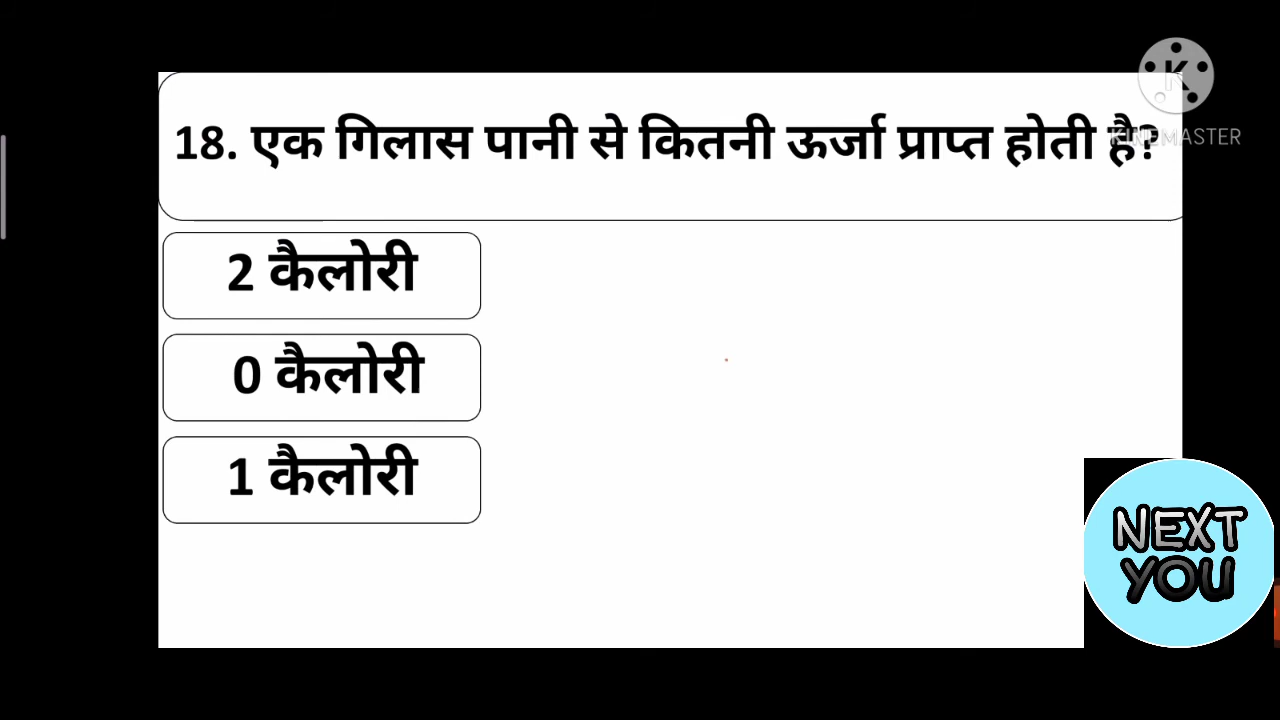 18. एक गिलास पानी से कितनी ऊर्जा प्राप्त होती है?
K
KINEMASTER
2 कैलोरी
0 कैलोरी
1 कैलोरी
NEXT
YOU